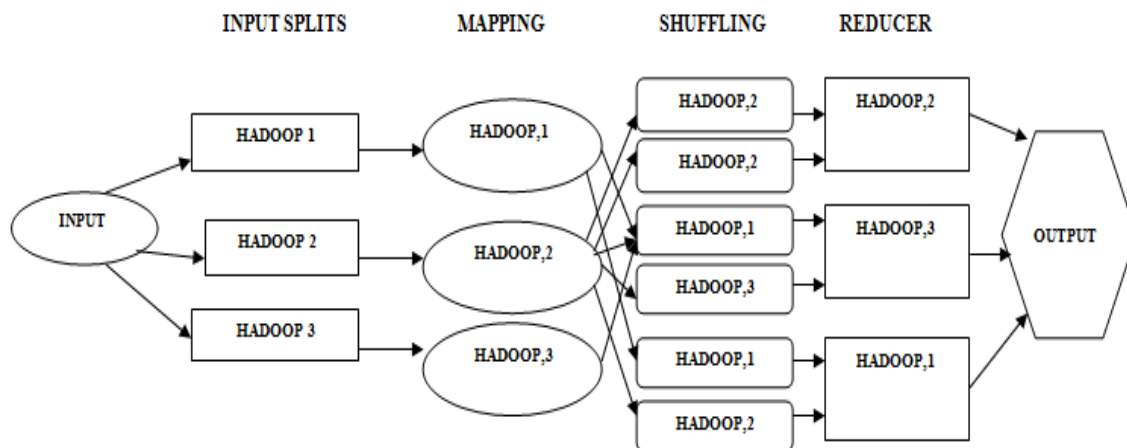 INPUT SPLITS
MAPPING
SHUFFLING
REDUCER
INPUT
HADOOP 1
HADOOP 2
HADOOP 3
HADOOP,1
HADOOP,2
HADOOP,3
HADOOP,2
HADOOP,2
HADOOP,1
HADOOP,3
HADOOP,1
HADOOP,2
HADOOP,2
HADOOP,3
HADOOP,1
OUTPUT